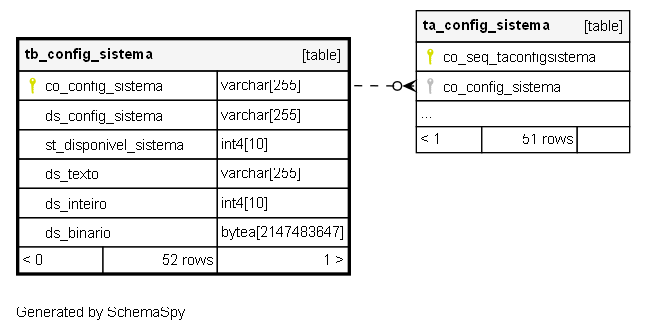 tb_config_sistema [table]
co_config_sistema varchar[255]
ds_config_sistema varchar[255]
st_disponivel_sistema int4[10]
ds_texto varchar[255]
ds_inteiro int4[10]
ds_binario bytea[2147483647]
< 0 52 rows 1 >
ta_config_sistema [table]
co_seq_taconfigsistema
co_config_sistema
...
< 1 51 rows
Generated by SchemaSpy